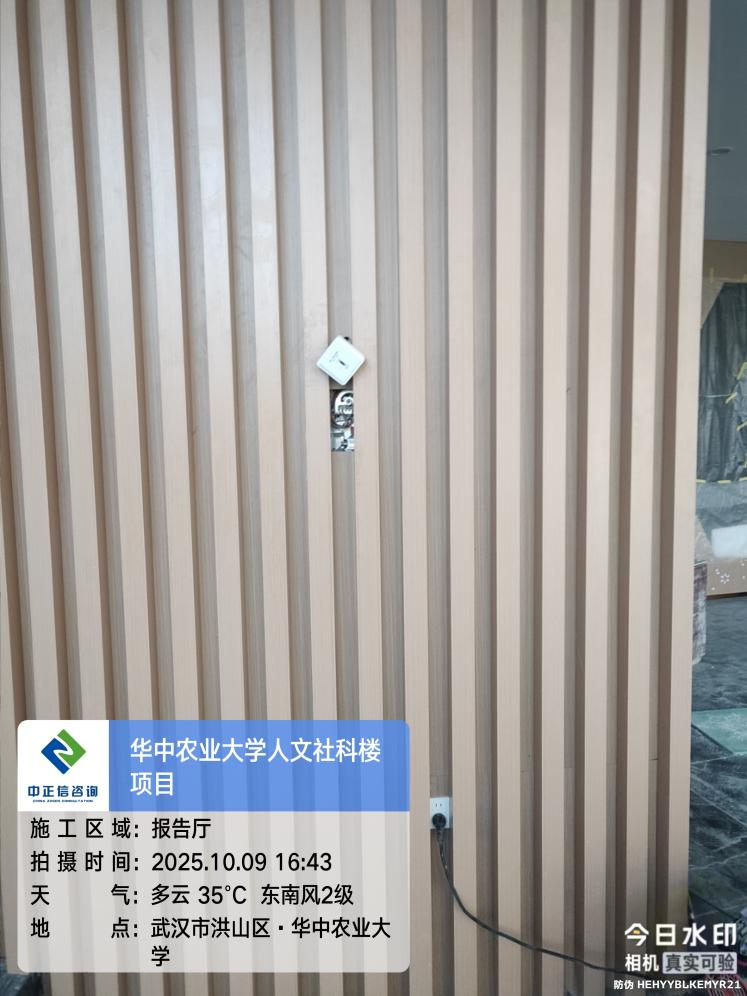 华中农业大学人文社科楼
项目
中正信咨询
CHINA ZOCEN CONSULTATION
施工区域：报告厅
拍摄时间：2025.10.09 16:43
天气：多云 35℃ 东南风2级
地点：武汉市洪山区·华中农业大
学
今日水印
相机 真实可验
防伪 HEHYYBLKEMYR21